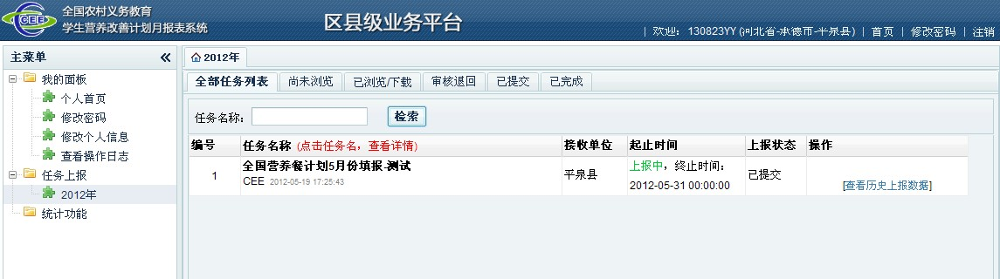 CEE
全国农村义务教育
学生营养改善计划月报表系统
区县级业务平台
| 欢迎: 130823YY (河北省-承德市-平泉县) | 首页 | 修改密码 | 注销
主菜单 «
我的面板
个人首页
修改密码
修改个人信息
查看操作日志
任务上报
2012年
统计功能
2012年
全部任务列表 尚未浏览 已浏览/下载 审核退回 已提交 已完成
任务名称: 检索
编号 任务名称 (点击任务名，查看详情) 接收单位 起止时间 上报状态 操作
1 全国营养餐计划5月份填报-测试
CEE 2012-05-19 17:25:43
平泉县
上报中，终止时间:
2012-05-31 00:00:00
已提交
[查看历史上报数据]